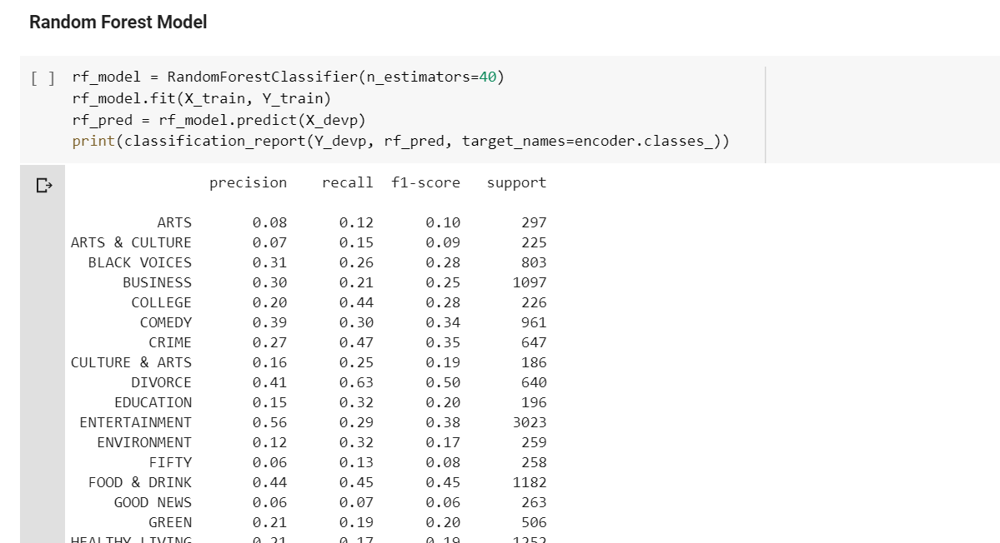 Random Forest Model
[ ] rf_model = RandomForestClassifier(n_estimators=40)
rf_model.fit(X_train, Y_train)
rf_pred = rf_model.predict(X_devp)
print(classification_report(Y_devp, rf_pred, target_names=encoder.classes_))
precision recall f1-score support
ARTS 0.08 0.12 0.10 297
ARTS & CULTURE 0.07 0.15 0.09 225
BLACK VOICES 0.31 0.26 0.28 803
BUSINESS 0.30 0.21 0.25 1097
COLLEGE 0.20 0.44 0.28 226
COMEDY 0.39 0.30 0.34 961
CRIME 0.27 0.47 0.35 647
CULTURE & ARTS 0.16 0.25 0.19 186
DIVORCE 0.41 0.63 0.50 640
EDUCATION 0.15 0.32 0.20 196
ENTERTAINMENT 0.56 0.29 0.38 3023
ENVIRONMENT 0.12 0.32 0.17 259
FIFTY 0.06 0.13 0.08 258
FOOD & DRINK 0.44 0.45 0.45 1182
GOOD NEWS 0.06 0.07 0.06 263
GREEN 0.21 0.19 0.20 506
HEALTHY LIVING 0.21 0.17 0.19 1252